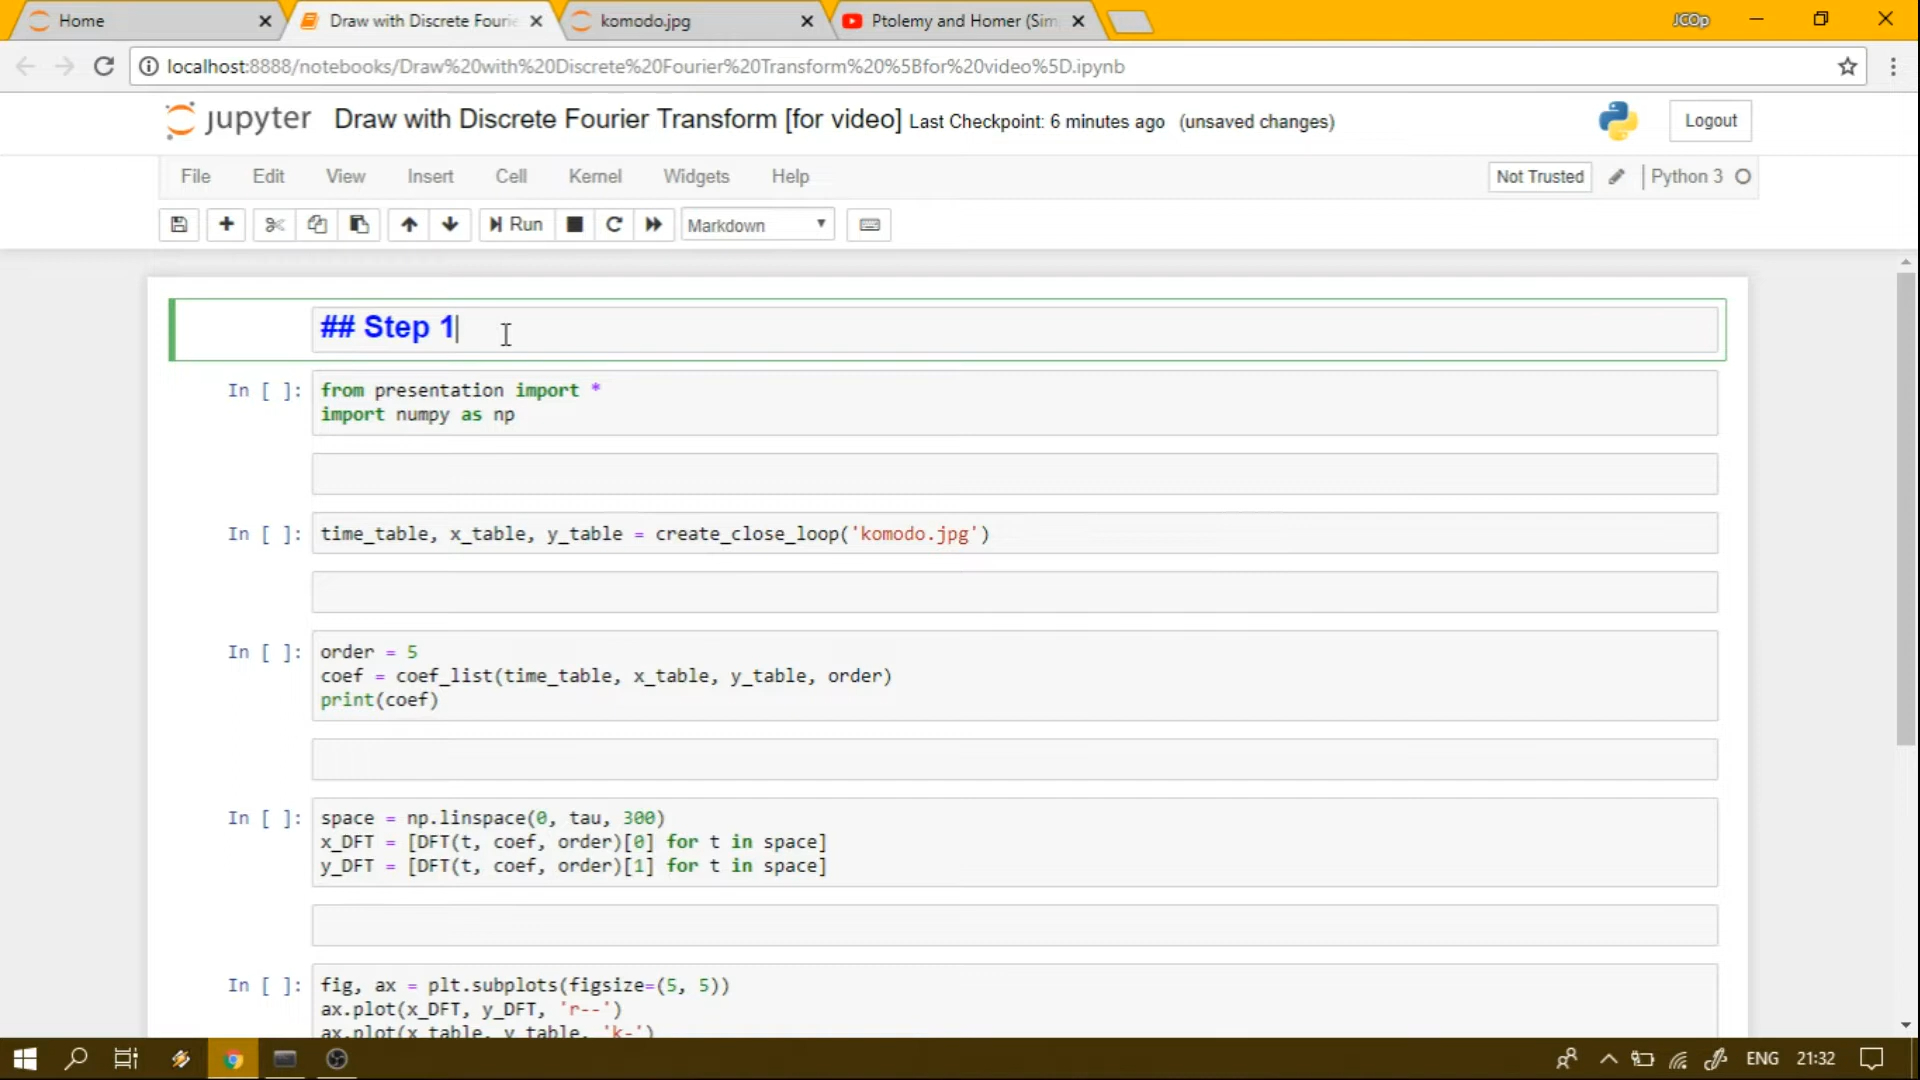 Home
Draw with Discrete Fourie
komodo.jpg
Ptolemy and Homer (Sim
JCOp
localhost:8888/notebooks/Draw%20with%20Discrete%20Fourier%20Transform%20%5Bfor%20video%5D.ipynb
jupyter Draw with Discrete Fourier Transform [for video] Last Checkpoint: 6 minutes ago (unsaved changes)
Logout
File Edit View Insert Cell Kernel Widgets Help
Not Trusted
Python 3
Run
Markdown
## Step 1
In [ ]:
from presentation import *
import numpy as np
In [ ]:
time_table, x_table, y_table = create_close_loop('komodo.jpg')
In [ ]:
order = 5
coef = coef_list(time_table, x_table, y_table, order)
print(coef)
In [ ]:
space = np.linspace(0, tau, 300)
x_DFT = [DFT(t, coef, order)[0] for t in space]
y_DFT = [DFT(t, coef, order)[1] for t in space]
In [ ]:
fig, ax = plt.subplots(figsize=(5, 5))
ax.plot(x_DFT, y_DFT, 'r--')
ax.plot(x_table, y_table, 'k-')
ENG
21:32